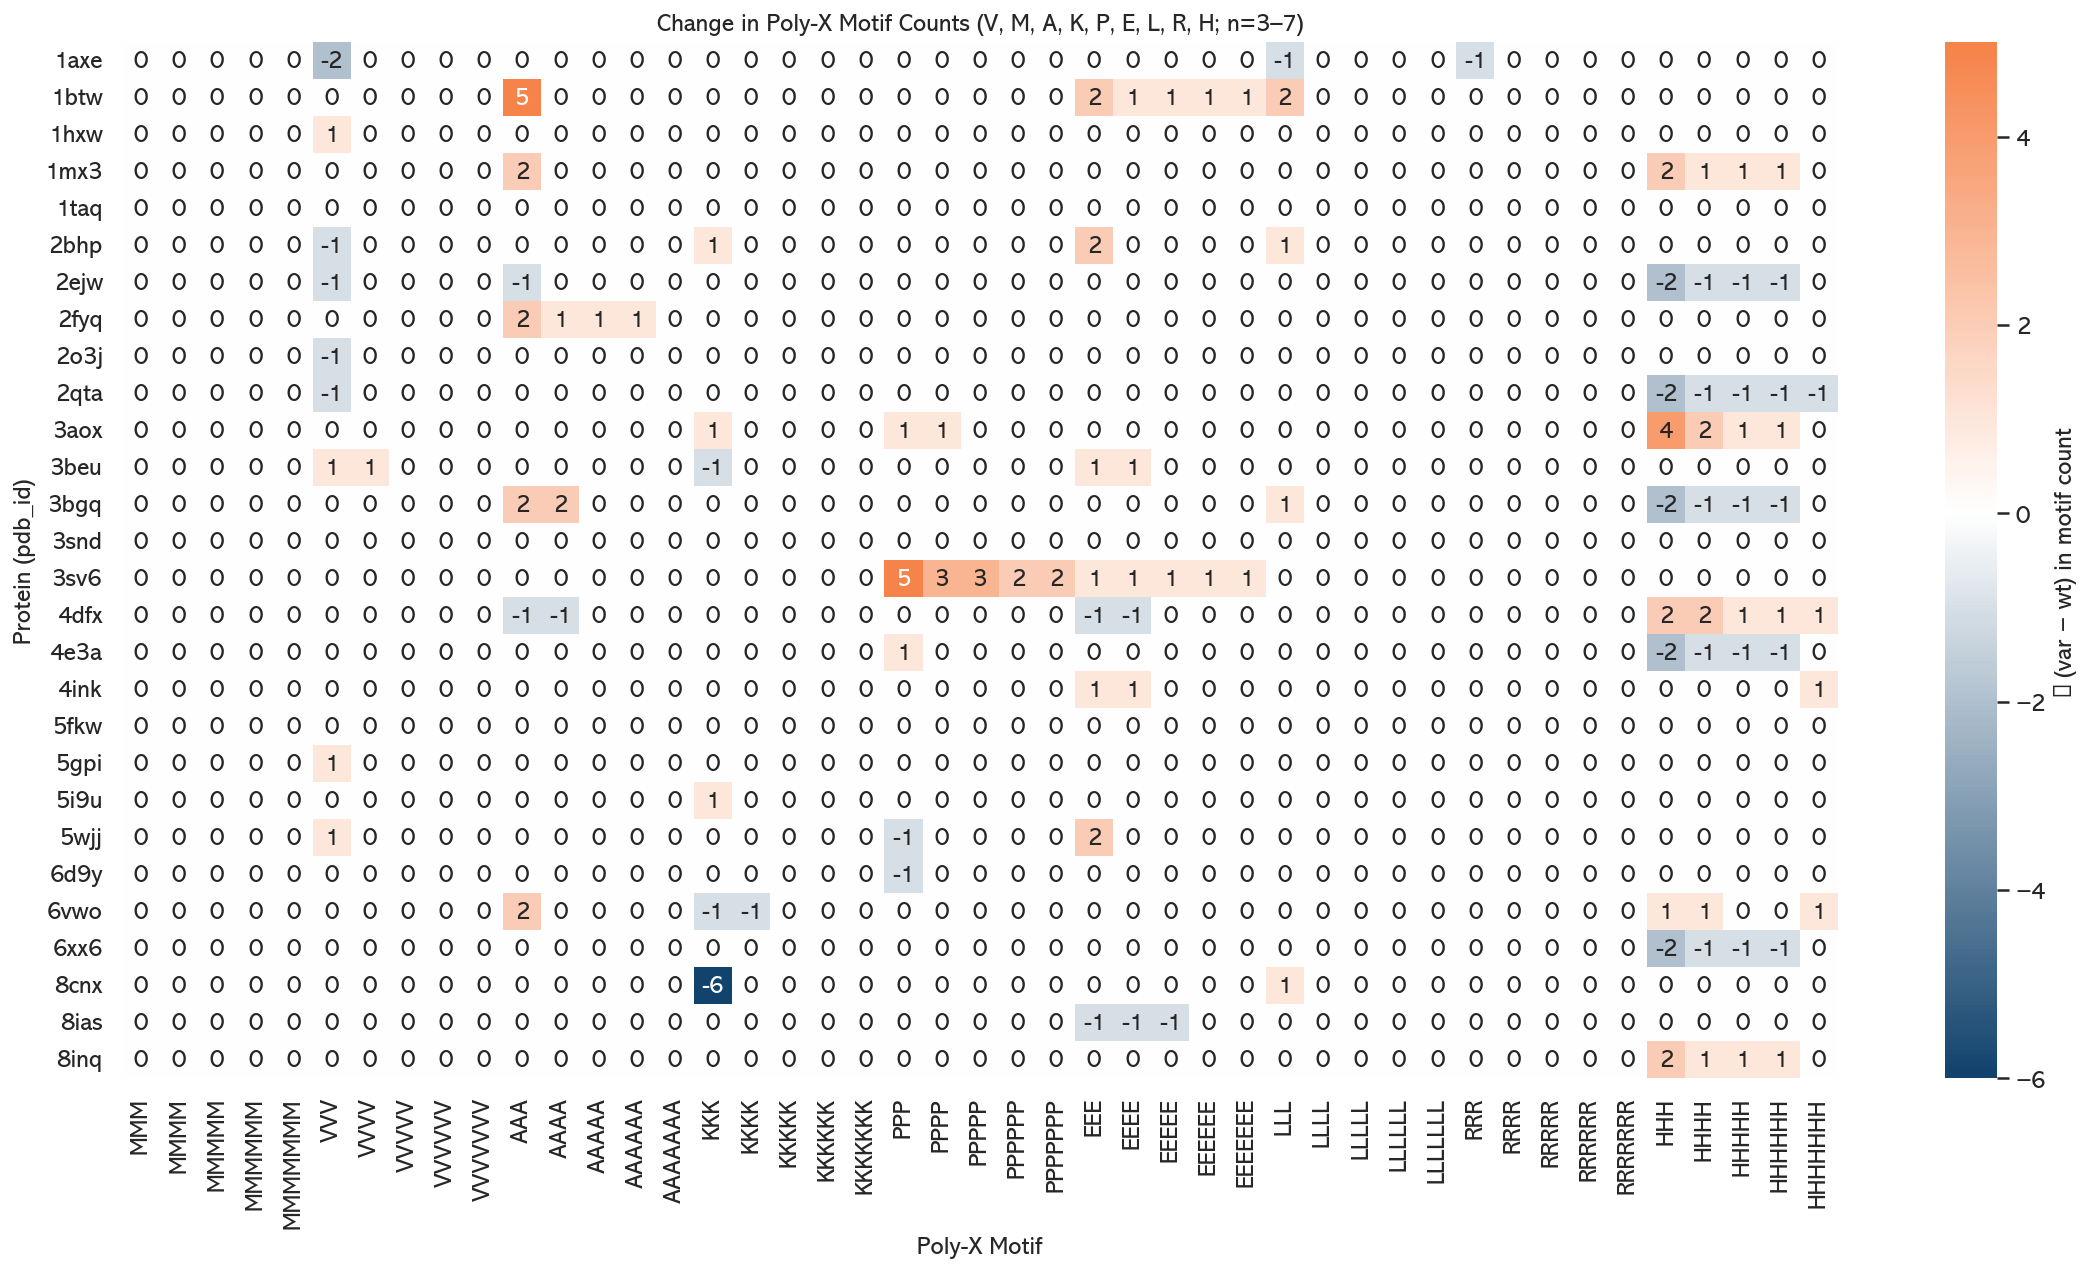 Change in Poly-X Motif Counts (V, M, A, K, P, E, L, R, H; n=3–7)
1axe 0 0 0 0 0 -2 0 0 0 0 0 0 0 0 0 0 0 0 0 0 0 0 0 0 0 0 0 0 0 0 -1 0 0 0 0 -1 0 0 0 0 0 0 0 0 0
1btw 0 0 0 0 0 0 0 0 0 0 5 0 0 0 0 0 0 0 0 0 0 0 0 0 0 2 1 1 1 1 2 0 0 0 0 0 0 0 0 0 0 0 0 0 0
1hxw 0 0 0 0 0 1 0 0 0 0 0 0 0 0 0 0 0 0 0 0 0 0 0 0 0 0 0 0 0 0 0 0 0 0 0 0 0 0 0 0 0 0 0 0 0
1mx3 0 0 0 0 0 0 0 0 0 0 2 0 0 0 0 0 0 0 0 0 0 0 0 0 0 0 0 0 0 0 0 0 0 0 0 0 0 0 0 0 2 1 1 1 0
1taq 0 0 0 0 0 0 0 0 0 0 0 0 0 0 0 0 0 0 0 0 0 0 0 0 0 0 0 0 0 0 0 0 0 0 0 0 0 0 0 0 0 0 0 0 0
2bhp 0 0 0 0 0 -1 0 0 0 0 0 0 0 0 0 1 0 0 0 0 0 0 0 0 0 2 0 0 0 0 1 0 0 0 0 0 0 0 0 0 0 0 0 0 0
2ejw 0 0 0 0 0 -1 0 0 0 0 -1 0 0 0 0 0 0 0 0 0 0 0 0 0 0 0 0 0 0 0 0 0 0 0 0 0 0 0 0 0 -2 -1 -1 -1 0
2fyq 0 0 0 0 0 0 0 0 0 0 2 1 1 1 0 0 0 0 0 0 0 0 0 0 0 0 0 0 0 0 0 0 0 0 0 0 0 0 0 0 0 0 0 0 0
2o3j 0 0 0 0 0 -1 0 0 0 0 0 0 0 0 0 0 0 0 0 0 0 0 0 0 0 0 0 0 0 0 0 0 0 0 0 0 0 0 0 0 0 0 0 0 0
2qta 0 0 0 0 0 -1 0 0 0 0 0 0 0 0 0 0 0 0 0 0 0 0 0 0 0 0 0 0 0 0 0 0 0 0 0 0 0 0 0 0 -2 -1 -1 -1 -1
3aox 0 0 0 0 0 0 0 0 0 0 0 0 0 0 0 1 0 0 0 0 1 1 0 0 0 0 0 0 0 0 0 0 0 0 0 0 0 0 0 0 4 2 1 1 0
3beu 0 0 0 0 0 1 1 0 0 0 0 0 0 0 0 -1 0 0 0 0 0 0 0 0 0 1 1 0 0 0 0 0 0 0 0 0 0 0 0 0 0 0 0 0 0
3bgq 0 0 0 0 0 0 0 0 0 0 2 2 0 0 0 0 0 0 0 0 0 0 0 0 0 0 0 0 0 0 1 0 0 0 0 0 0 0 0 0 -2 -1 -1 -1 0
3snd 0 0 0 0 0 0 0 0 0 0 0 0 0 0 0 0 0 0 0 0 0 0 0 0 0 0 0 0 0 0 0 0 0 0 0 0 0 0 0 0 0 0 0 0 0
3sv6 0 0 0 0 0 0 0 0 0 0 0 0 0 0 0 0 0 0 0 0 5 3 3 2 2 1 1 1 1 1 0 0 0 0 0 0 0 0 0 0 0 0 0 0 0
4dfx 0 0 0 0 0 0 0 0 0 0 -1 -1 0 0 0 0 0 0 0 0 0 0 0 0 0 -1 -1 0 0 0 0 0 0 0 0 0 0 0 0 0 2 2 1 1 1
4e3a 0 0 0 0 0 0 0 0 0 0 0 0 0 0 0 0 0 0 0 0 1 0 0 0 0 0 0 0 0 0 0 0 0 0 0 0 0 0 0 0 -2 -1 -1 -1 0
4ink 0 0 0 0 0 0 0 0 0 0 0 0 0 0 0 0 0 0 0 0 0 0 0 0 0 1 1 0 0 0 0 0 0 0 0 0 0 0 0 0 0 0 0 0 1
5fkw 0 0 0 0 0 0 0 0 0 0 0 0 0 0 0 0 0 0 0 0 0 0 0 0 0 0 0 0 0 0 0 0 0 0 0 0 0 0 0 0 0 0 0 0 0
5gpi 0 0 0 0 0 1 0 0 0 0 0 0 0 0 0 0 0 0 0 0 0 0 0 0 0 0 0 0 0 0 0 0 0 0 0 0 0 0 0 0 0 0 0 0 0
5i9u 0 0 0 0 0 0 0 0 0 0 0 0 0 0 0 1 0 0 0 0 0 0 0 0 0 0 0 0 0 0 0 0 0 0 0 0 0 0 0 0 0 0 0 0 0
5wjj 0 0 0 0 0 1 0 0 0 0 0 0 0 0 0 0 0 0 0 0 -1 0 0 0 0 2 0 0 0 0 0 0 0 0 0 0 0 0 0 0 0 0 0 0 0
6d9y 0 0 0 0 0 0 0 0 0 0 0 0 0 0 0 0 0 0 0 0 -1 0 0 0 0 0 0 0 0 0 0 0 0 0 0 0 0 0 0 0 0 0 0 0 0
6vwo 0 0 0 0 0 0 0 0 0 0 2 0 0 0 0 -1 -1 0 0 0 0 0 0 0 0 0 0 0 0 0 0 0 0 0 0 0 0 0 0 0 1 1 0 0 1
6xx6 0 0 0 0 0 0 0 0 0 0 0 0 0 0 0 0 0 0 0 0 0 0 0 0 0 0 0 0 0 0 0 0 0 0 0 0 0 0 0 0 -2 -1 -1 -1 0
8cnx 0 0 0 0 0 0 0 0 0 0 0 0 0 0 0 -6 0 0 0 0 0 0 0 0 0 0 0 0 0 0 1 0 0 0 0 0 0 0 0 0 0 0 0 0 0
8ias 0 0 0 0 0 0 0 0 0 0 0 0 0 0 0 0 0 0 0 0 0 0 0 0 0 -1 -1 -1 0 0 0 0 0 0 0 0 0 0 0 0 0 0 0 0 0
8inq 0 0 0 0 0 0 0 0 0 0 0 0 0 0 0 0 0 0 0 0 0 0 0 0 0 0 0 0 0 0 0 0 0 0 0 0 0 0 0 0 2 1 1 1 0
Protein (pdb_id)
MMM
MMMM
MMMMM
MMMMMM
MMMMMMM
VVV
VVVV
VVVVV
VVVVVV
VVVVVVV
AAA
AAAA
AAAAA
AAAAAA
AAAAAAA
KKK
KKKK
KKKKK
KKKKKK
KKKKKKK
PPP
PPPP
PPPPP
PPPPPP
PPPPPPP
EEE
EEEE
EEEEE
EEEEEE
EEEEEEE
LLL
LLLL
LLLLL
LLLLLL
LLLLLLL
RRR
RRRR
RRRRR
RRRRRR
RRRRRRR
HHH
HHHH
HHHHH
HHHHHH
HHHHHHH
Poly-X Motif
4
2
0
−2
−4
−6
(var − wt) in motif count